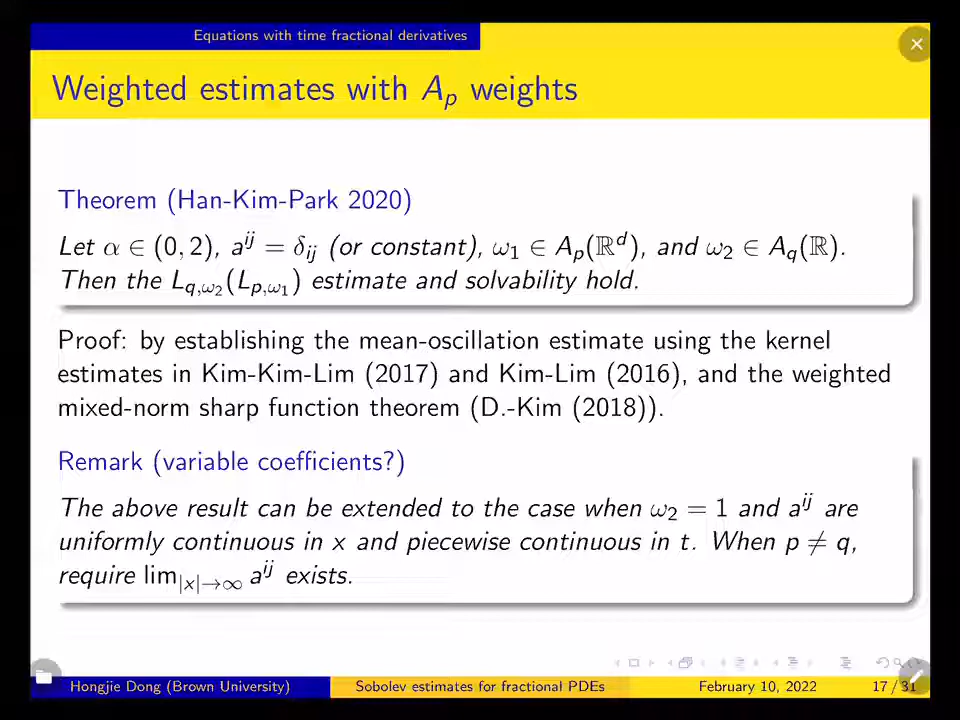 Equations with time fractional derivatives
Weighted estimates with Aₚ weights
Theorem (Han-Kim-Park 2020)
Let α ∈ (0, 2), a^{ij} = δ_{ij} (or constant), ω₁ ∈ A_p(ℝ^d), and ω₂ ∈ A_q(ℝ).
Then the L_{q,ω₂}(L_{p,ω₁}) estimate and solvability hold.
Proof: by establishing the mean-oscillation estimate using the kernel
estimates in Kim-Kim-Lim (2017) and Kim-Lim (2016), and the weighted
mixed-norm sharp function theorem (D.-Kim (2018)).
Remark (variable coefficients?)
The above result can be extended to the case when ω₂ = 1 and a^{ij} are
uniformly continuous in x and piecewise continuous in t. When p ≠ q,
require lim_{|x|→∞} a^{ij} exists.
Hongjie Dong (Brown University) Sobolev estimates for fractional PDEs February 10, 2022 17 / 31